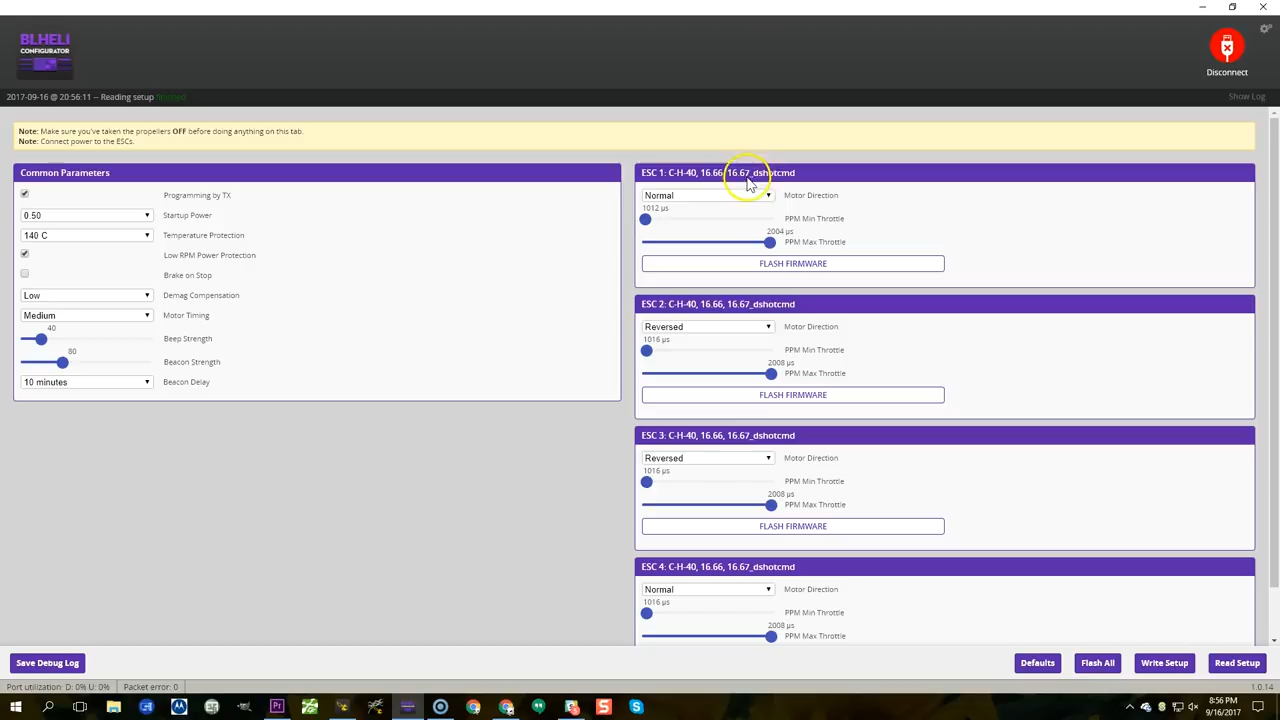 BLHELI
CONFIGURATOR
Disconnect
2017-09-16 @ 20:56:11 -- Reading setup finished
Show Log
Note: Make sure you've taken the propellers OFF before doing anything on this tab.
Note: Connect power to the ESCs.
Common Parameters
Programming by TX
0.50 Startup Power
140 C Temperature Protection
Low RPM Power Protection
Brake on Stop
Low Demag Compensation
Medium Motor Timing
40
Beep Strength
80
Beacon Strength
10 minutes Beacon Delay
ESC 1: C-H-40, 16.66, 16.67_dshotcmd
Normal Motor Direction
1012 µs
PPM Min Throttle
2004 µs
PPM Max Throttle
FLASH FIRMWARE
ESC 2: C-H-40, 16.66, 16.67_dshotcmd
Reversed Motor Direction
1016 µs
PPM Min Throttle
2008 µs
PPM Max Throttle
FLASH FIRMWARE
ESC 3: C-H-40, 16.66, 16.67_dshotcmd
Reversed Motor Direction
1016 µs
PPM Min Throttle
2008 µs
PPM Max Throttle
FLASH FIRMWARE
ESC 4: C-H-40, 16.66, 16.67_dshotcmd
Normal Motor Direction
1016 µs
PPM Min Throttle
2008 µs
PPM Max Throttle
Save Debug Log
Defaults
Flash All
Write Setup
Read Setup
Port utilization: D: 0% U: 0%
Packet error: 0
1.0.14
Pr
S
8:56 PM
9/16/2017